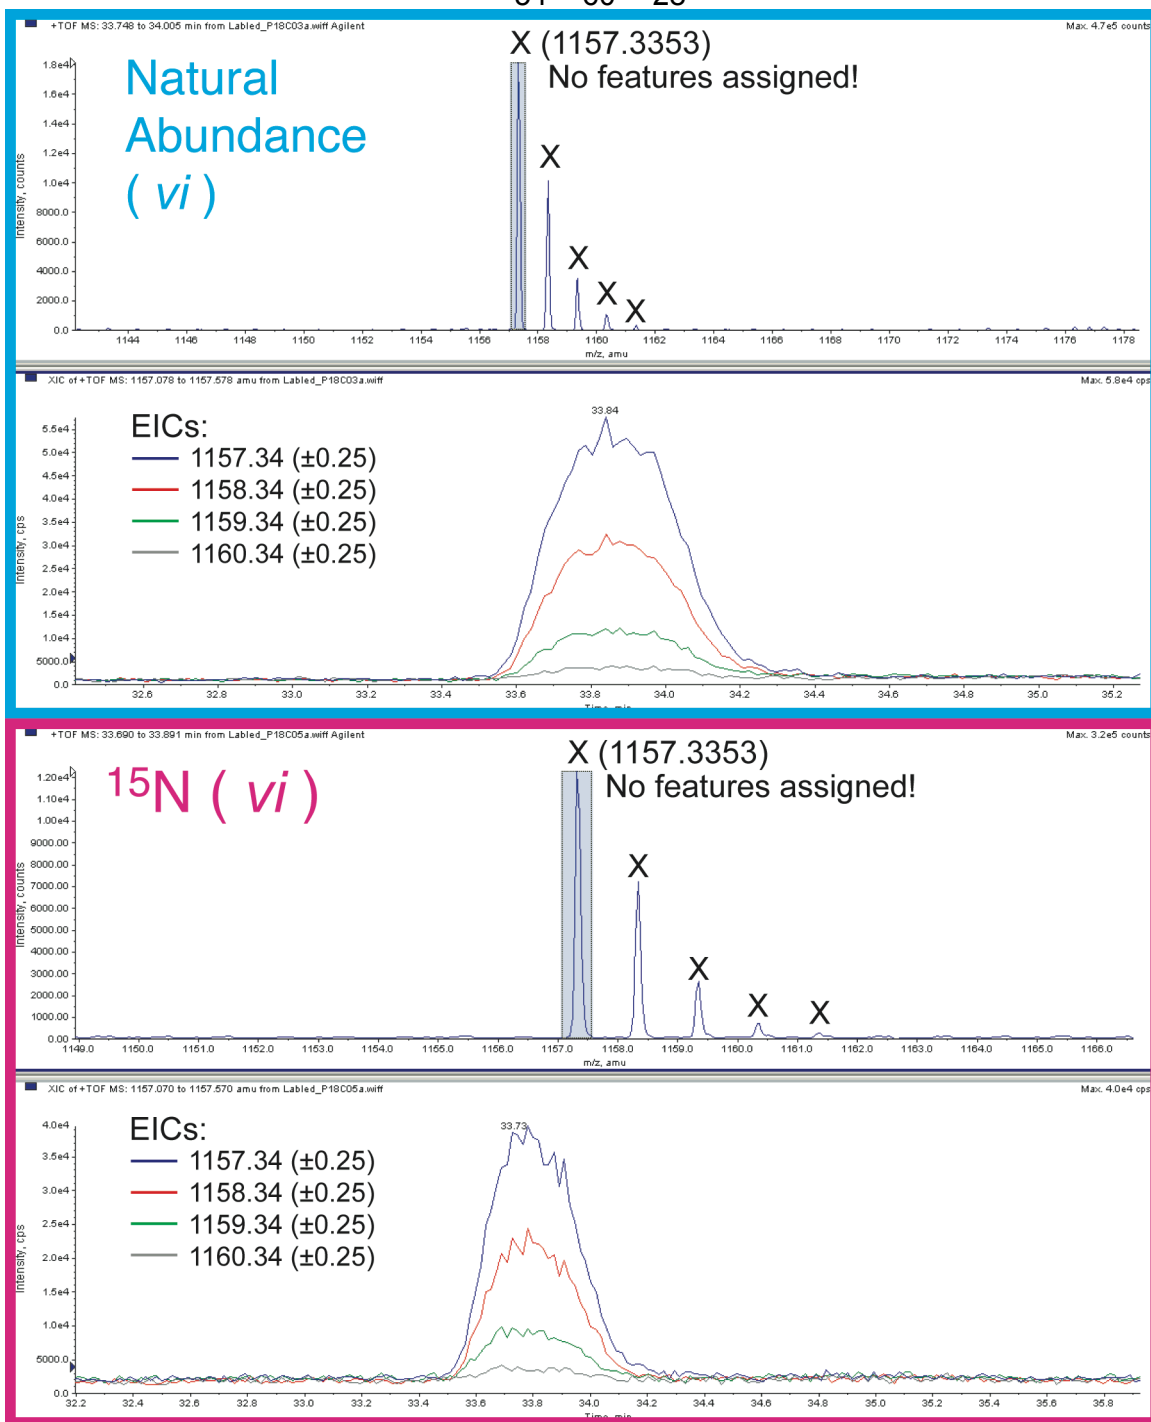 +TOF MS: 33.748 to 34.005 min from Labled_P18C03a.wiff Agilent
Max. 4.7e5 counts
X (1157.3353)
No features assigned!
Natural
Abundance
( vi )
X
X
X
X
Intensity, counts
1.8e4
1.6e4
1.4e4
1.2e4
1.0e4
8000.0
6000.0
4000.0
2000.0
0.0
1144 1146 1148 1150 1152 1154 1156 1158 1160 1162 1164 1166 1168 1170 1172 1174 1176 1178
m/z, amu
XIC of +TOF MS: 1157.078 to 1157.578 amu from Labled_P18C03a.wiff
Max. 5.8e4 cps
33.84
EICs:
1157.34 (±0.25)
1158.34 (±0.25)
1159.34 (±0.25)
1160.34 (±0.25)
Intensity, cps
5.5e4
5.0e4
4.5e4
4.0e4
3.5e4
3.0e4
2.5e4
2.0e4
1.5e4
1.0e4
5000.0
0.0
32.6 32.8 33.0 33.2 33.4 33.6 33.8 34.0 34.2 34.4 34.6 34.8 35.0 35.2
+TOF MS: 33.690 to 33.891 min from Labled_P18C05a.wiff Agilent
Max. 3.2e5 counts
X (1157.3353)
No features assigned!
15N ( vi )
X
X
X
X
Intensity, counts
1.20e4
1.10e4
1.00e4
9000.00
8000.00
7000.00
6000.00
5000.00
4000.00
3000.00
2000.00
1000.00
0.00
1149.0 1150.0 1151.0 1152.0 1153.0 1154.0 1155.0 1156.0 1157.0 1158.0 1159.0 1160.0 1161.0 1162.0 1163.0 1164.0 1165.0 1166.0
m/z, amu
XIC of +TOF MS: 1157.070 to 1157.570 amu from Labled_P18C05a.wiff
Max. 4.0e4 cps
33.73
EICs:
1157.34 (±0.25)
1158.34 (±0.25)
1159.34 (±0.25)
1160.34 (±0.25)
Intensity, cps
4.0e4
3.5e4
3.0e4
2.5e4
2.0e4
1.5e4
1.0e4
5000.0
0.0
32.2 32.4 32.6 32.8 33.0 33.2 33.4 33.6 33.8 34.0 34.2 34.4 34.6 34.8 35.0 35.2 35.4 35.6 35.8